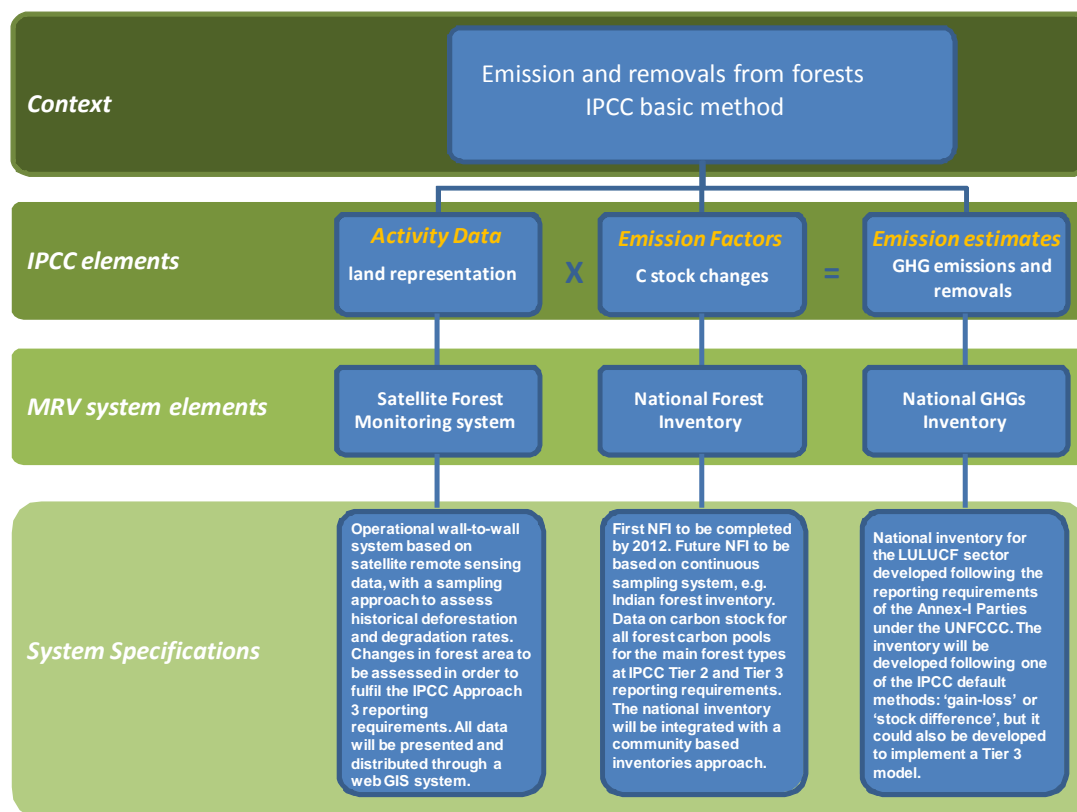 Context
Emission and removals from forests
IPCC basic method
IPCC elements
Activity Data
land representation
X
Emission Factors
C stock changes
=
Emission estimates
GHG emissions and
removals
MRV system elements
Satellite Forest
Monitoring system
National Forest
Inventory
National GHGs
Inventory
System Specifications
Operational wall-to-wall
system based on
satellite remote sensing
data, with a sampling
approach to assess
historical deforestation
and degradation rates.
Changes in forest area to
be assessed in order to
fulfil the IPCC Approach
3 reporting
requirements. All data
will be presented and
distributed through a
web GIS system.
First NFI to be completed
by 2012. Future NFI to be
based on continuous
sampling system, e.g.
Indian forest inventory.
Data on carbon stock for
all forest carbon pools
for the main forest types
at IPCC Tier 2 and Tier 3
reporting requirements.
The national inventory
will be integrated with a
community based
inventories approach.
National inventory for
the LULUCF sector
developed following the
reporting requirements
of the Annex-I Parties
under the UNFCCC. The
inventory will be
developed following one
of the IPCC default
methods: ‘gain-loss’ or
‘stock difference’, but it
could also be developed
to implement a Tier 3
model.